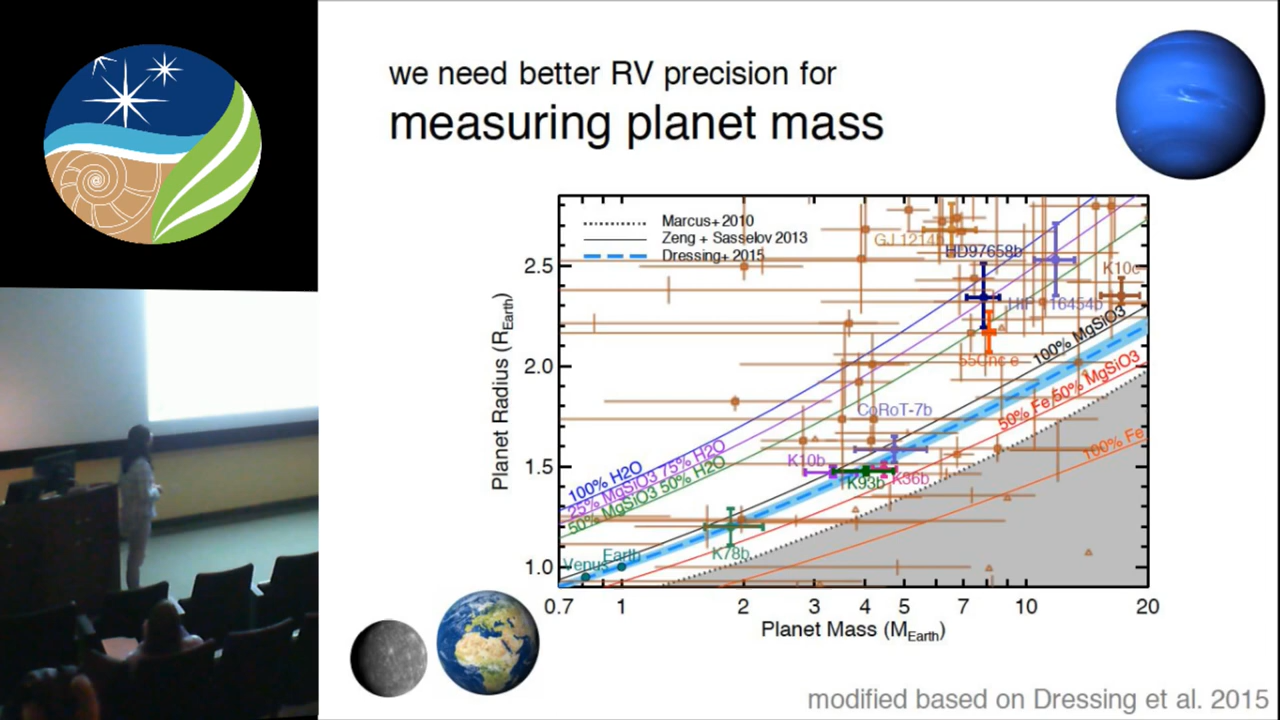 we need better RV precision for
measuring planet mass
Marcus+2010
Zeng + Sasselov 2013
Dressing+ 2015
GJ 1214b
HD97658b
K10c
HIP 116454b
55Cnc e
100% MgSiO3
50% Fe 50% MgSiO3
100% Fe
CoRoT-7b
K10b
K36b
K93b
100% H2O
25% MgSiO3 75% H2O
50% MgSiO3 50% H2O
K78b
Earth
Venus
2.5
2.0
1.5
1.0
Planet Radius (REarth)
0.7 1 2 3 4 5 7 10 20
Planet Mass (MEarth)
modified based on Dressing et al. 2015